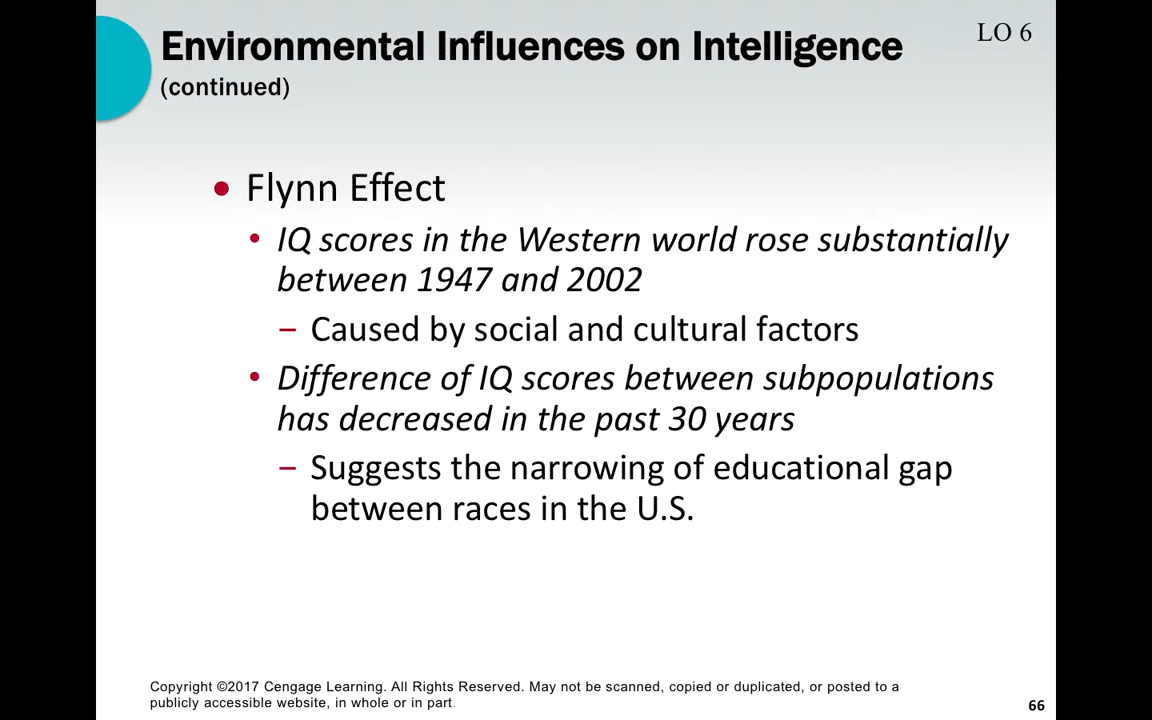 LO 6
Environmental Influences on Intelligence
(continued)
• Flynn Effect
• IQ scores in the Western world rose substantially
between 1947 and 2002
– Caused by social and cultural factors
• Difference of IQ scores between subpopulations
has decreased in the past 30 years
– Suggests the narrowing of educational gap
between races in the U.S.
Copyright ©2017 Cengage Learning. All Rights Reserved. May not be scanned, copied or duplicated, or posted to a
publicly accessible website, in whole or in part.
66